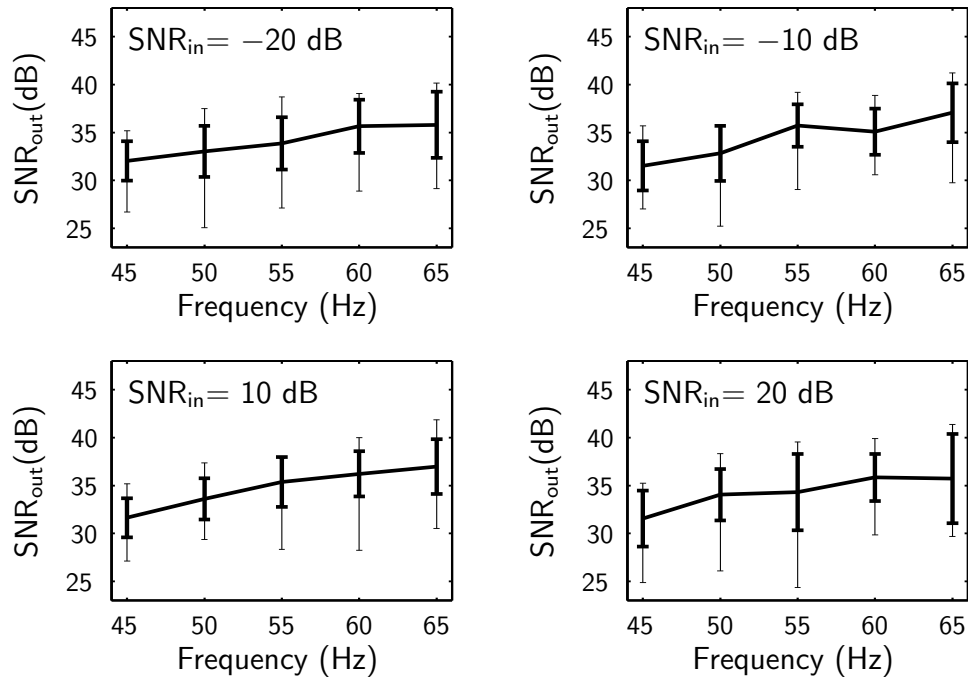 SNRin= −20 dB
SNRout(dB)
45
40
35
30
25
45 50 55 60 65
Frequency (Hz)
SNRin= −10 dB
SNRout(dB)
45
40
35
30
25
45 50 55 60 65
Frequency (Hz)
SNRin= 10 dB
SNRout(dB)
45
40
35
30
25
45 50 55 60 65
Frequency (Hz)
SNRin= 20 dB
SNRout(dB)
45
40
35
30
25
45 50 55 60 65
Frequency (Hz)